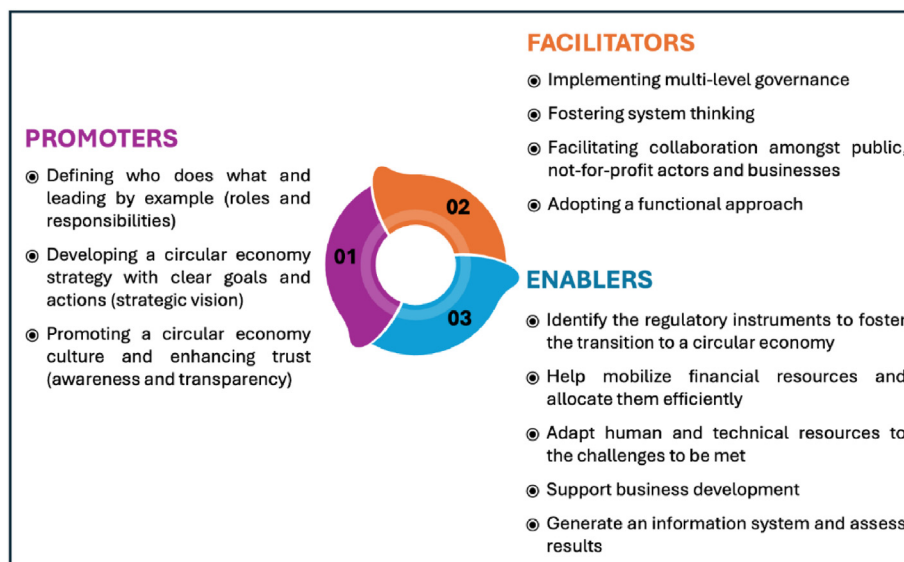 PROMOTERS
Defining who does what and
leading by example (roles and
responsibilities)
Developing a circular economy
strategy with clear goals and
actions (strategic vision)
Promoting a circular economy
culture and enhancing trust
(awareness and transparency)
01
02
03
FACILITATORS
Implementing multi-level governance
Fostering system thinking
Facilitating collaboration amongst public,
not-for-profit actors and businesses
Adopting a functional approach
ENABLERS
Identify the regulatory instruments to foster
the transition to a circular economy
Help mobilize financial resources and
allocate them efficiently
Adapt human and technical resources to
the challenges to be met
Support business development
Generate an information system and assess
results